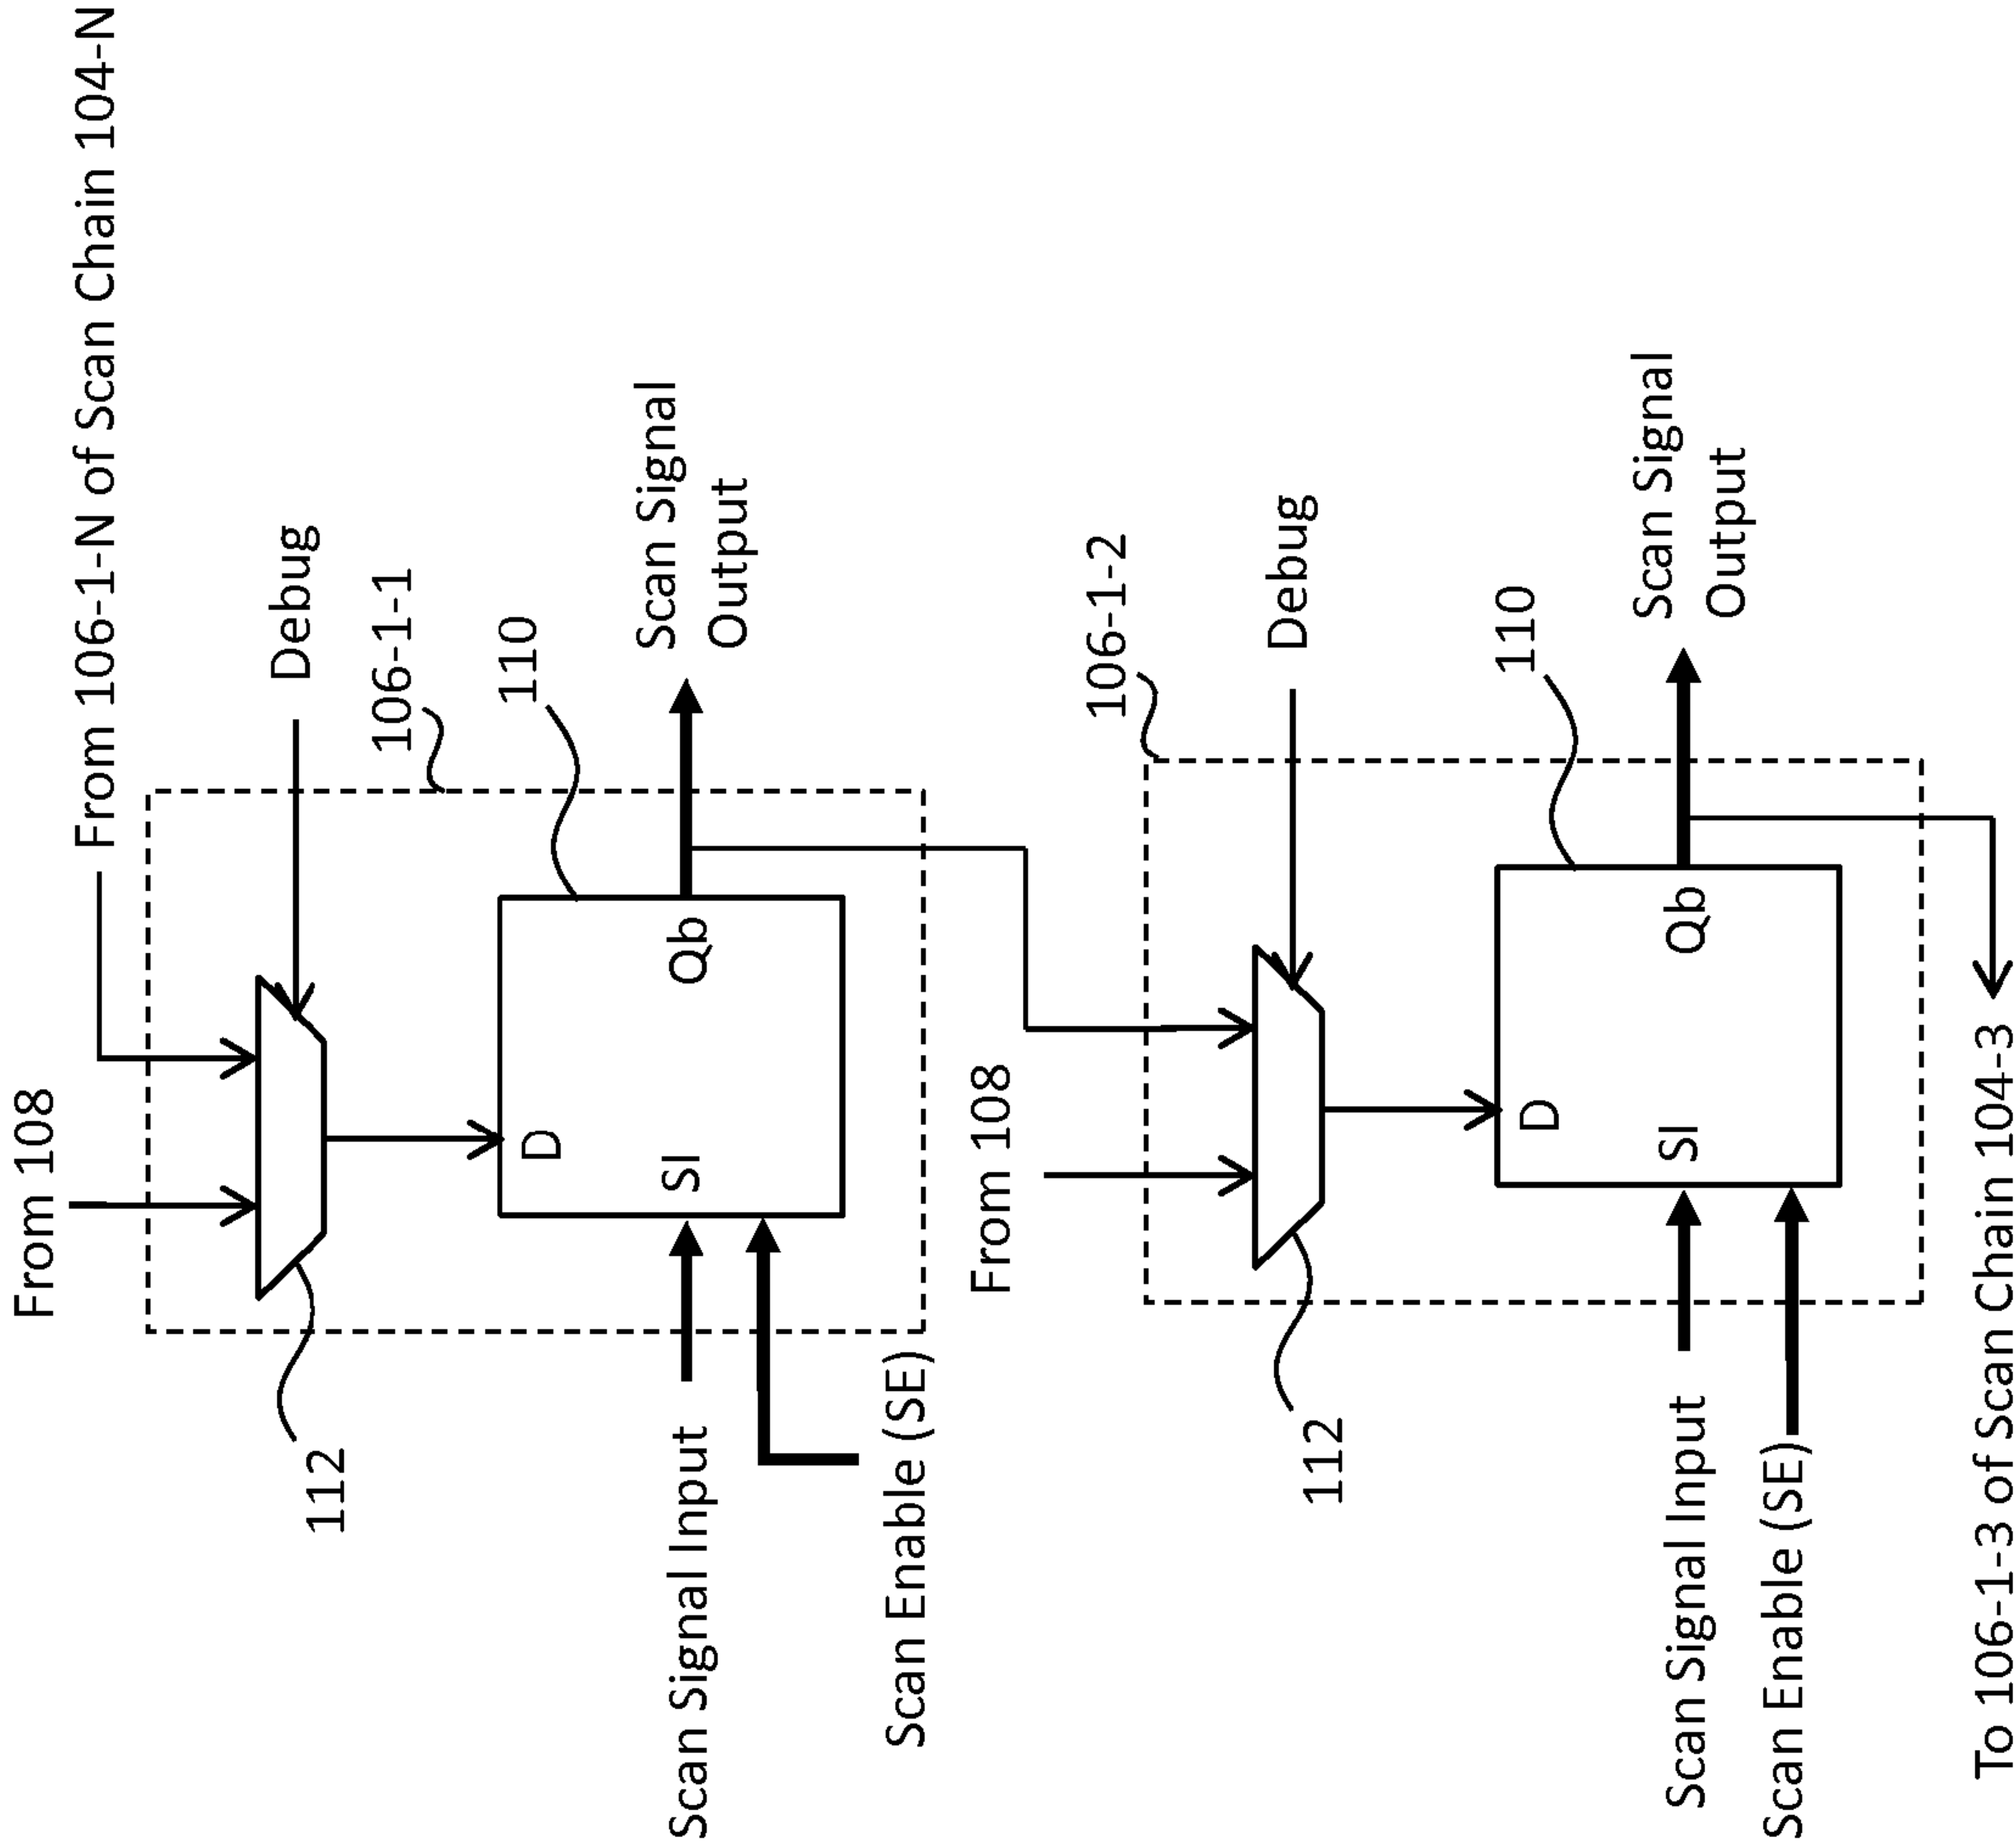 From 108
From 106-1-N of Scan Chain 104-N
Debug
106-1-1
112
110
D
SI
Qb
Scan Signal Input
Scan Signal
Output
Scan Enable (SE)
From 108
106-1-2
Debug
112
110
D
SI
Qb
Scan Signal Input
Scan Signal
Output
Scan Enable (SE)
To 106-1-3 of Scan Chain 104-3